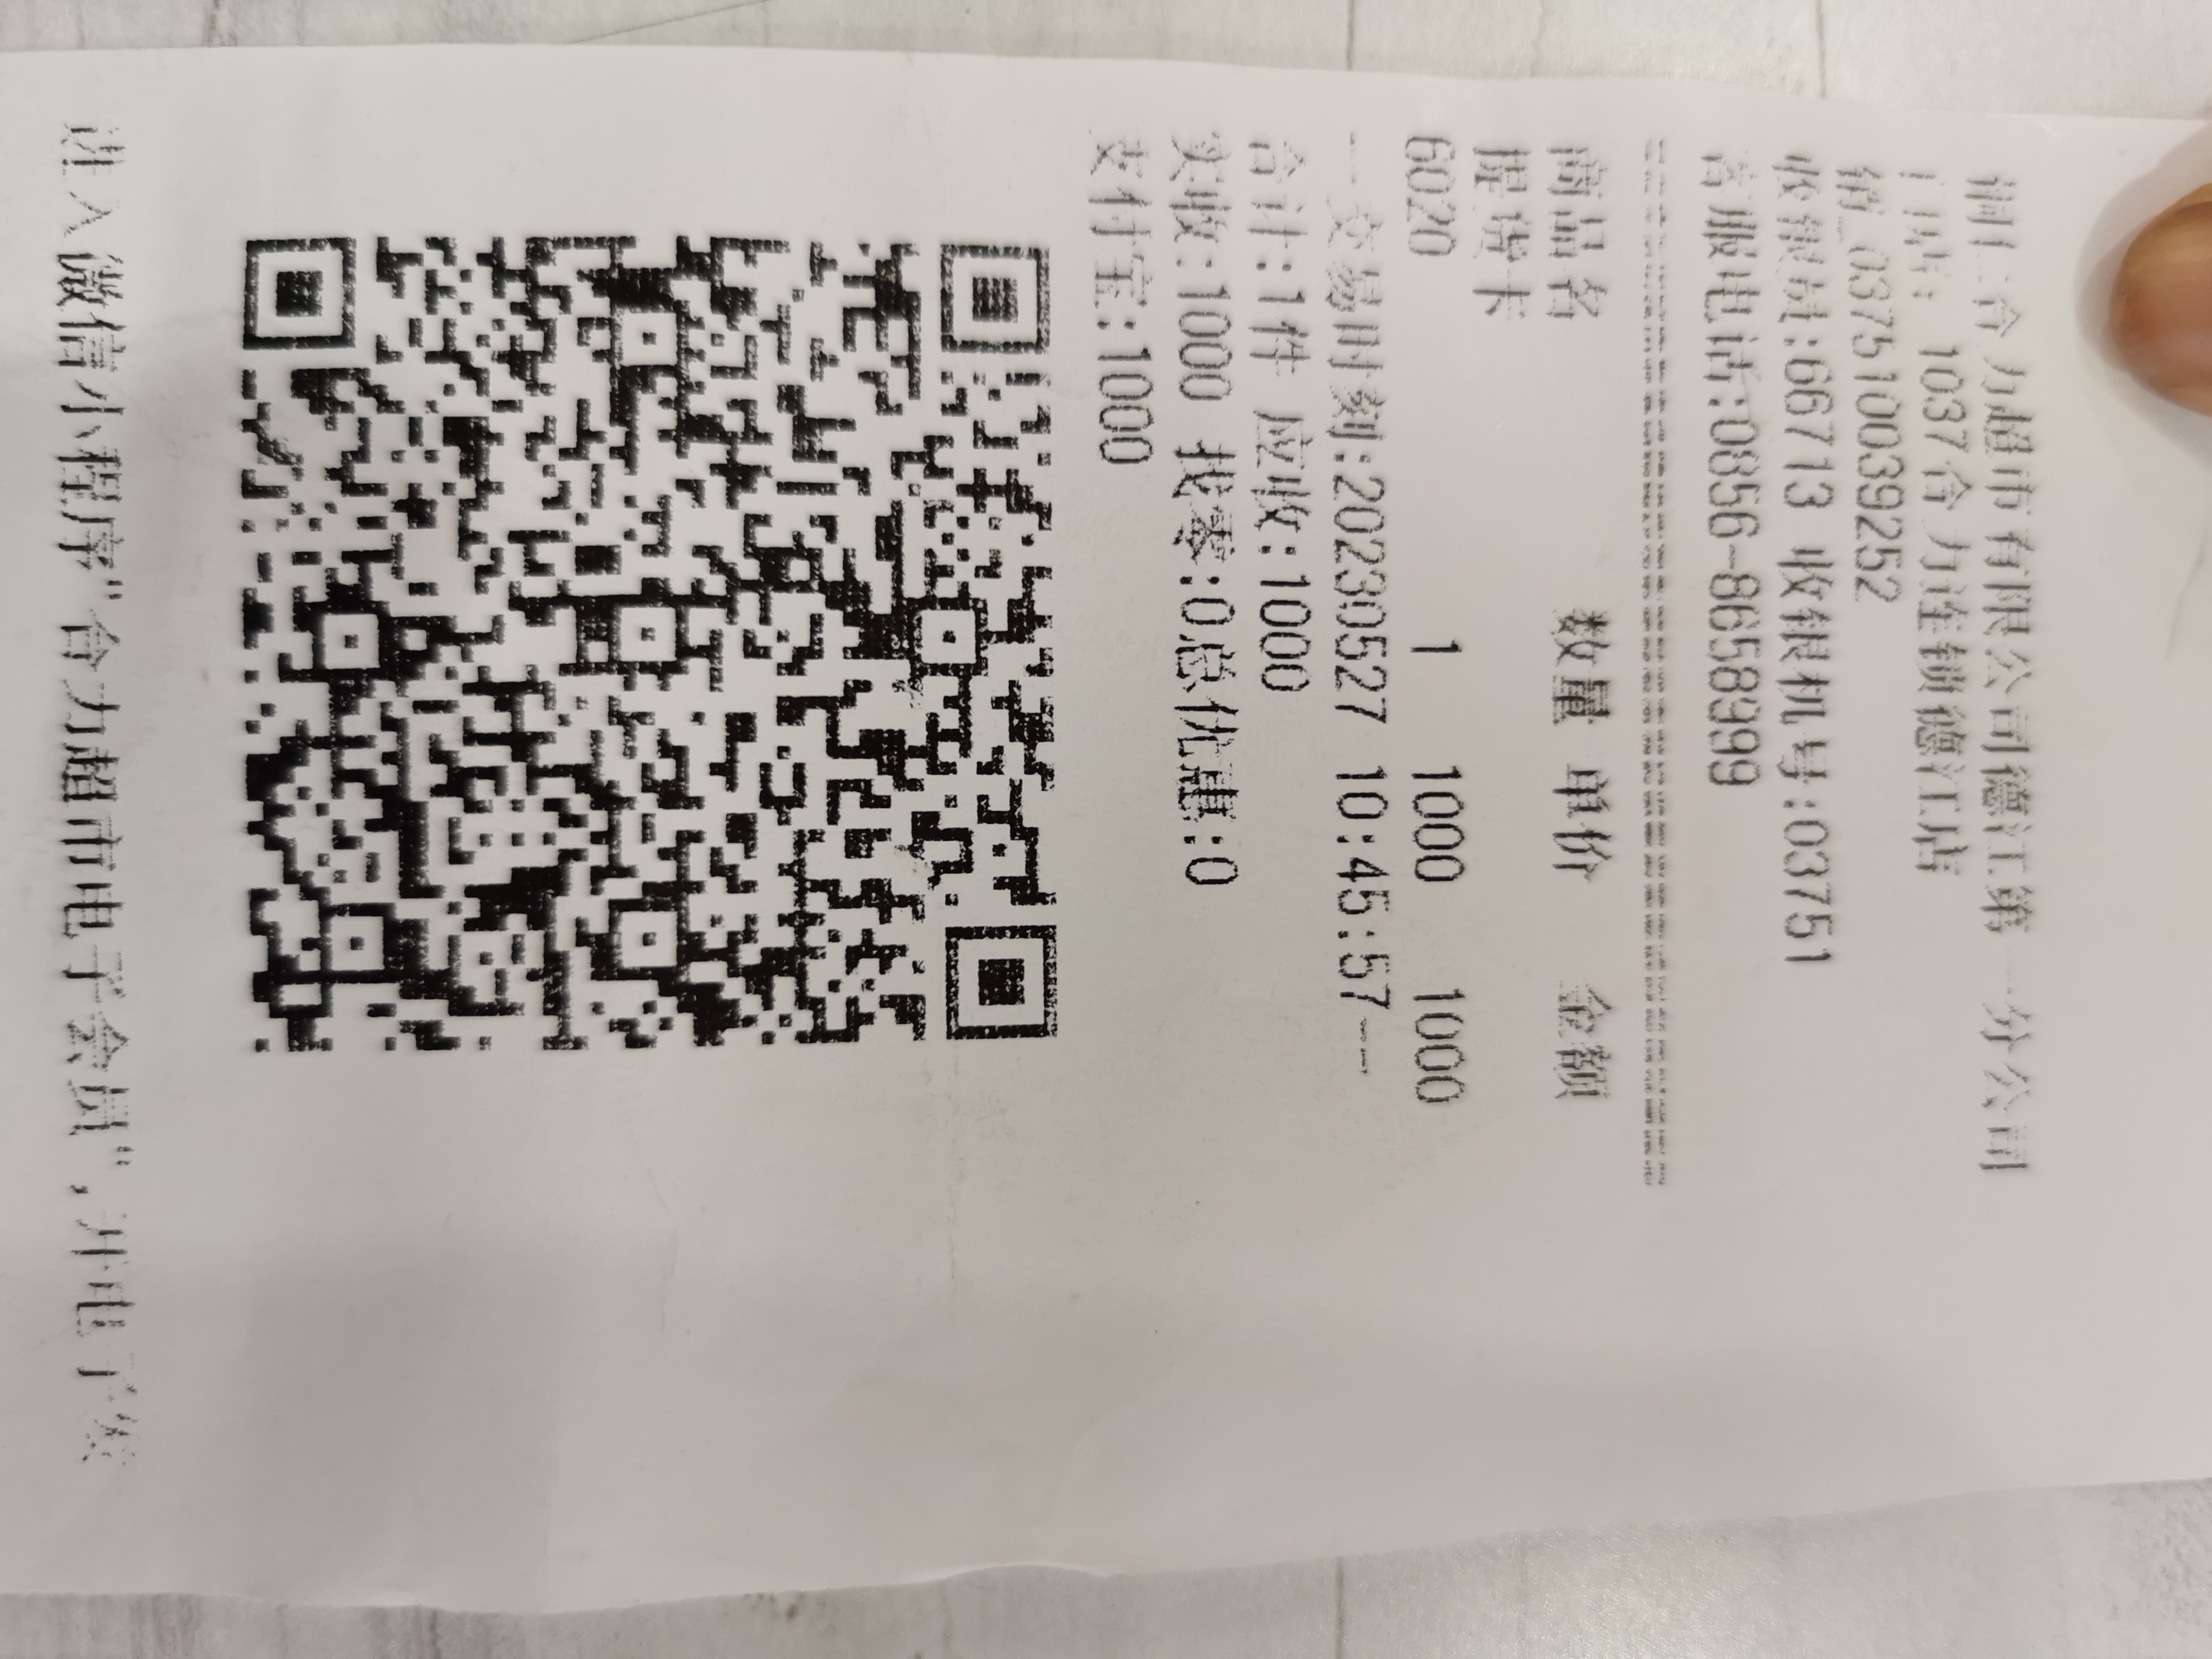 铜仁合力超市有限公司德江第一分公司
门店: 1037合力连锁德江店
销_037510039252
收银员:66713 收银机号:03751
客服电话:0856-8658999
商品名 数量 单价 金额
提货卡
6020 1 1000 1000
--交易时刻:20230527 10:45:57--
合计:1件 应收:1000
实收:1000 找零:0总优惠:0
支付宝:1000
进入微信小程序"合力超市电子会员",开电子发